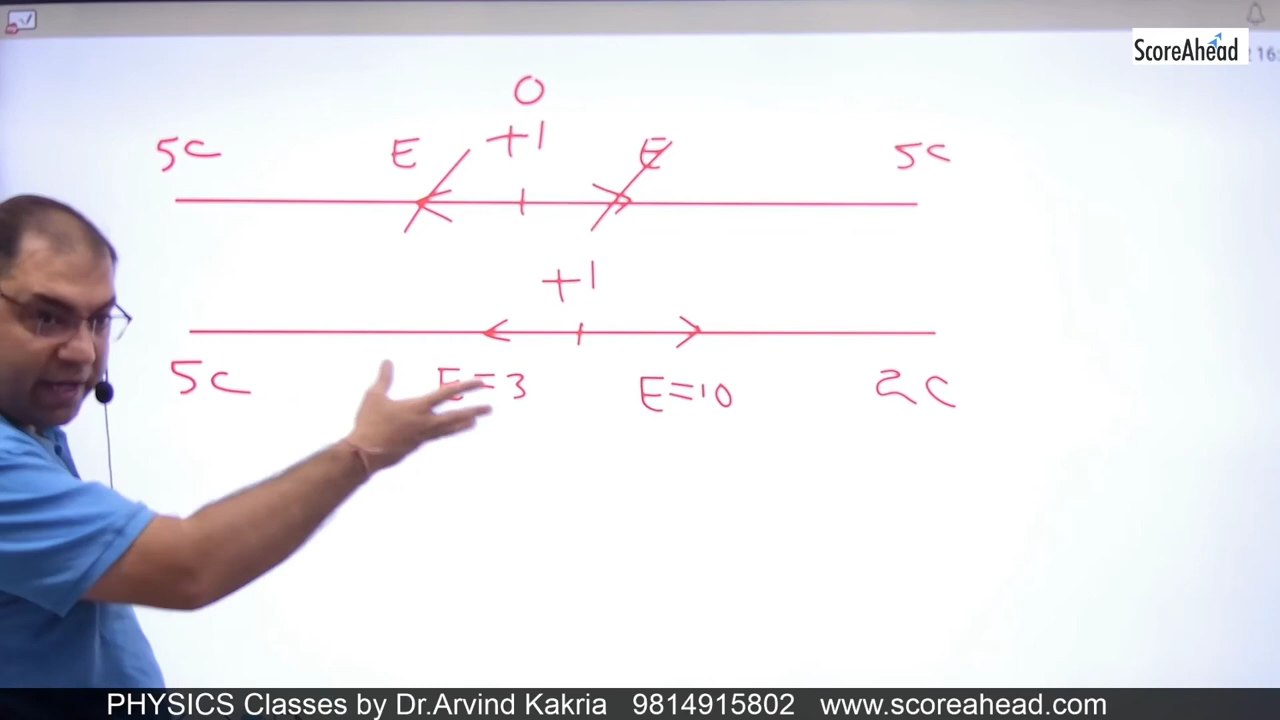 ScoreAhead
O
5C E +1 E 5C
+1
5C E=3 E=10 2C
PHYSICS Classes by Dr.Arvind Kakria 9814915802 www.scoreahead.com